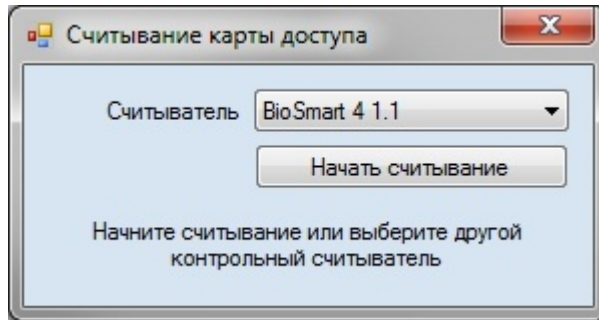 Считывание карты доступа
Считыватель BioSmart 4 1.1
Начать считывание
Начните считывание или выберите другой
контрольный считыватель